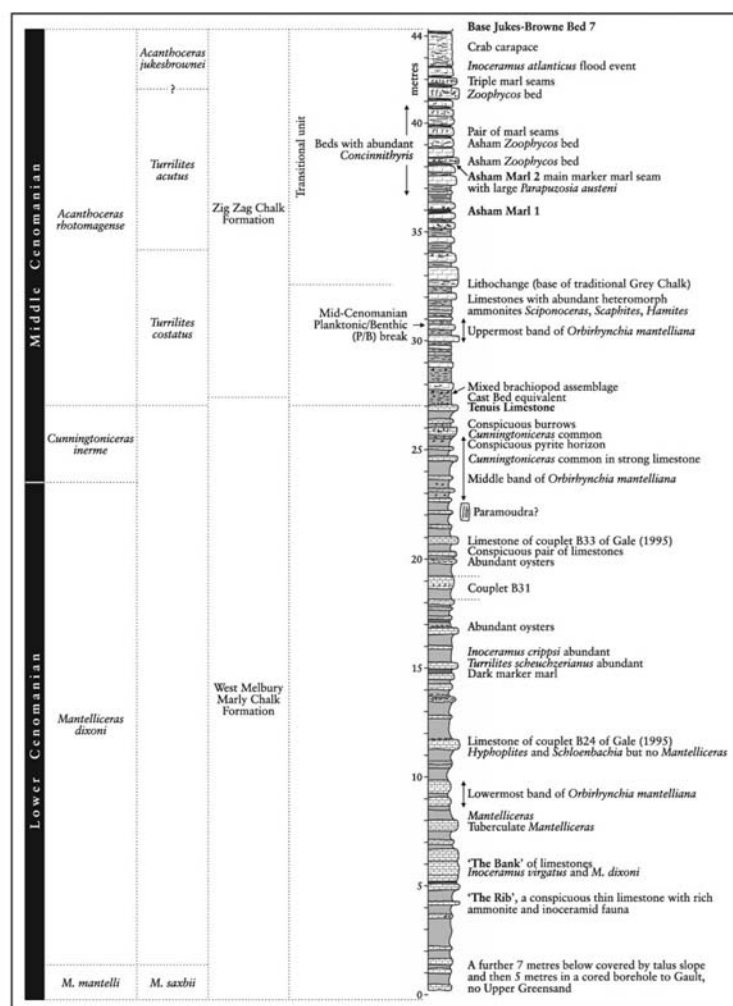 Middle Cenomanian
Lower Cenomanian
Acanthoceras
rhotomagense
Cunningtoniceras
inerme
Mantelliceras
dixoni
M. mantelli
Acanthoceras
jukesbrownei
?
Turrilites
acutus
Turrilites
costatus
M. saxbii
Zig Zag Chalk
Formation
West Melbury
Marly Chalk
Formation
Transitional unit
Beds with abundant
Concinnithyris
Mid-Cenomanian
Planktonic/Benthic
(P/B) break
metres
44
40
35
30
25
20
15
10
5
0
Base Jukes-Browne Bed 7
Crab carapace
Inoceramus atlanticus flood event
Triple marl seams
Zoophycos bed
Pair of marl seams
Asham Zoophycos bed
Asham Zoophycos bed
Asham Marl 2 main marker marl seam
with large Parapuzosia austeni
Asham Marl 1
Lithochange (base of traditional Grey Chalk)
Limestones with abundant heteromorph
ammonites Sciponoceras, Scaphites, Hamites
Uppermost band of Orbirhynchia mantelliana
Mixed brachiopod assemblage
Cast Bed equivalent
Tenuis Limestone
Conspicuous burrows
Cunningtoniceras common
Conspicuous pyrite horizon
Cunningtoniceras common in strong limestone
Middle band of Orbirhynchia mantelliana
Paramoudra?
Limestone of couplet B33 of Gale (1995)
Conspicuous pair of limestones
Abundant oysters
Couplet B31
Abundant oysters
Inoceramus crippsi abundant
Turrilites scheuchzerianus abundant
Dark marker marl
Limestone of couplet B24 of Gale (1995)
Hyphoplites and Schloenbachia but no Mantelliceras
Lowermost band of Orbirhynchia mantelliana
Mantelliceras
Tuberculate Mantelliceras
'The Bank' of limestones
Inoceramus virgatus and M. dixoni
'The Rib', a conspicuous thin limestone with rich
ammonite and inoceramid fauna
A further 7 metres below covered by talus slope
and then 5 metres in a cored borehole to Gault,
no Upper Greensand